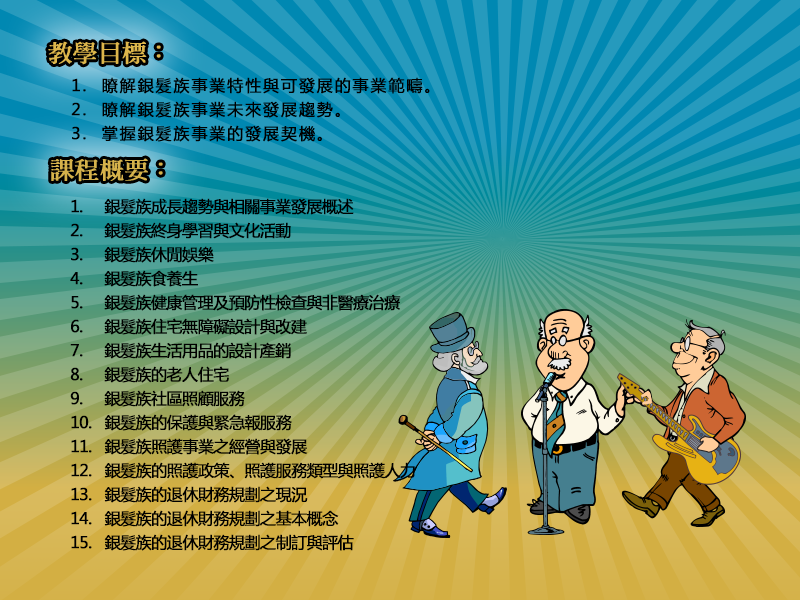 教學目標：
1. 瞭解銀髮族事業特性與可發展的事業範疇。
2. 瞭解銀髮族事業未來發展趨勢。
3. 掌握銀髮族事業的發展契機。
課程概要：
1. 銀髮族成長趨勢與相關事業發展概述
2. 銀髮族終身學習與文化活動
3. 銀髮族休閒娛樂
4. 銀髮族食養生
5. 銀髮族健康管理及預防性檢查與非醫療治療
6. 銀髮族住宅無障礙設計與改建
7. 銀髮族生活用品的設計產銷
8. 銀髮族的老人住宅
9. 銀髮族社區照顧服務
10. 銀髮族的保護與緊急報服務
11. 銀髮族照護事業之經營與發展
12. 銀髮族的照護政策、照護服務類型與照護人力
13. 銀髮族的退休財務規劃之現況
14. 銀髮族的退休財務規劃之基本概念
15. 銀髮族的退休財務規劃之制訂與評估